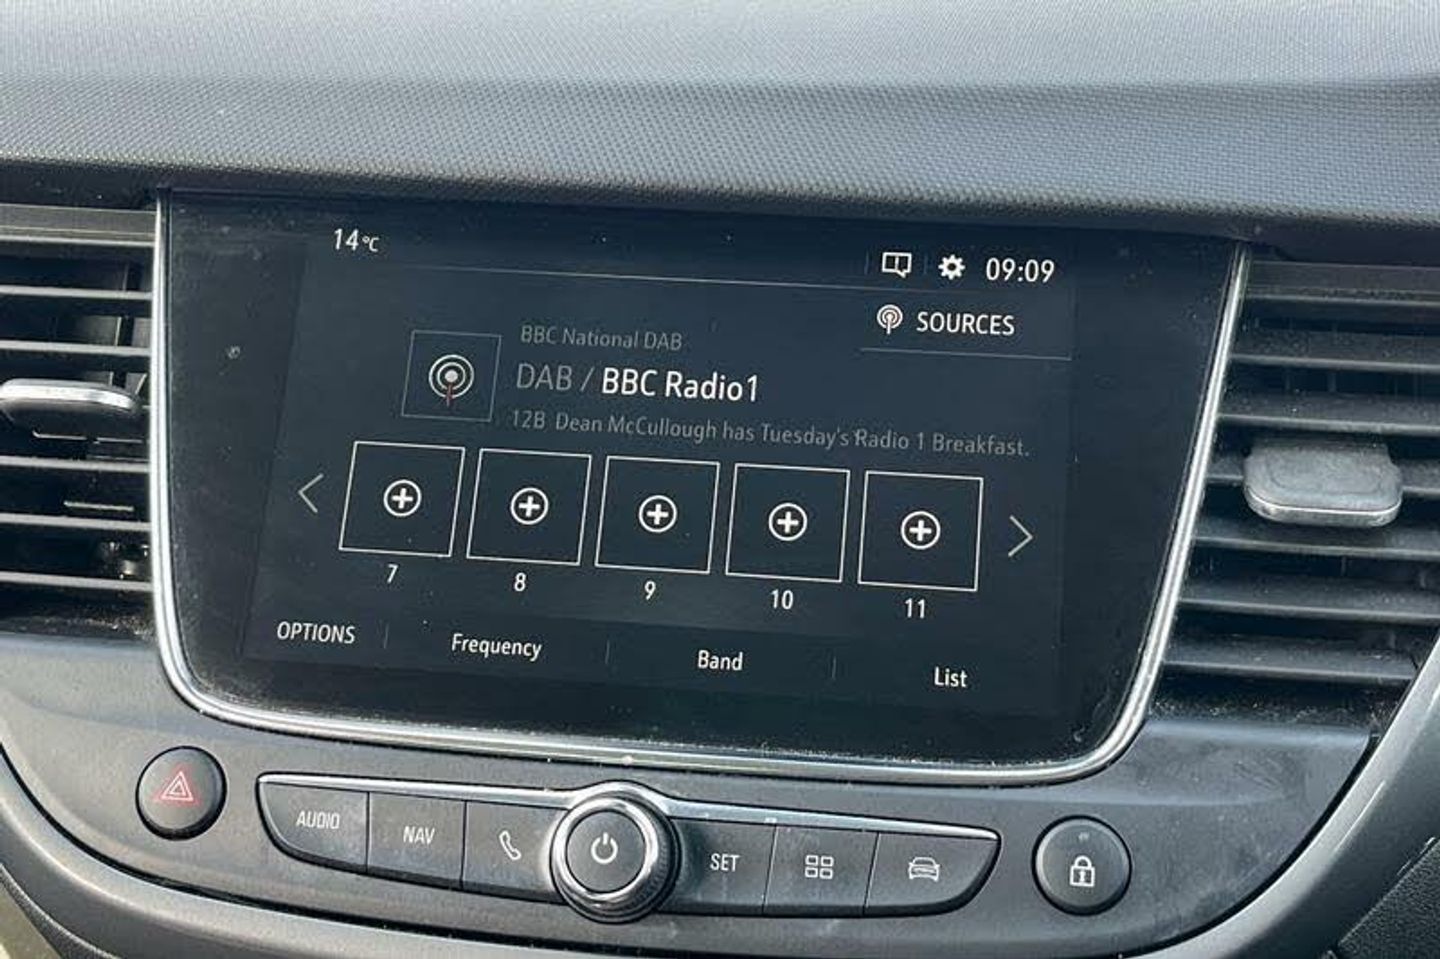 14°C
09:09
SOURCES
BBC National DAB
DAB / BBC Radio1
12B Dean McCullough has Tuesday's Radio 1 Breakfast.
7 8 9 10 11
OPTIONS Frequency Band List
AUDIO NAV SET